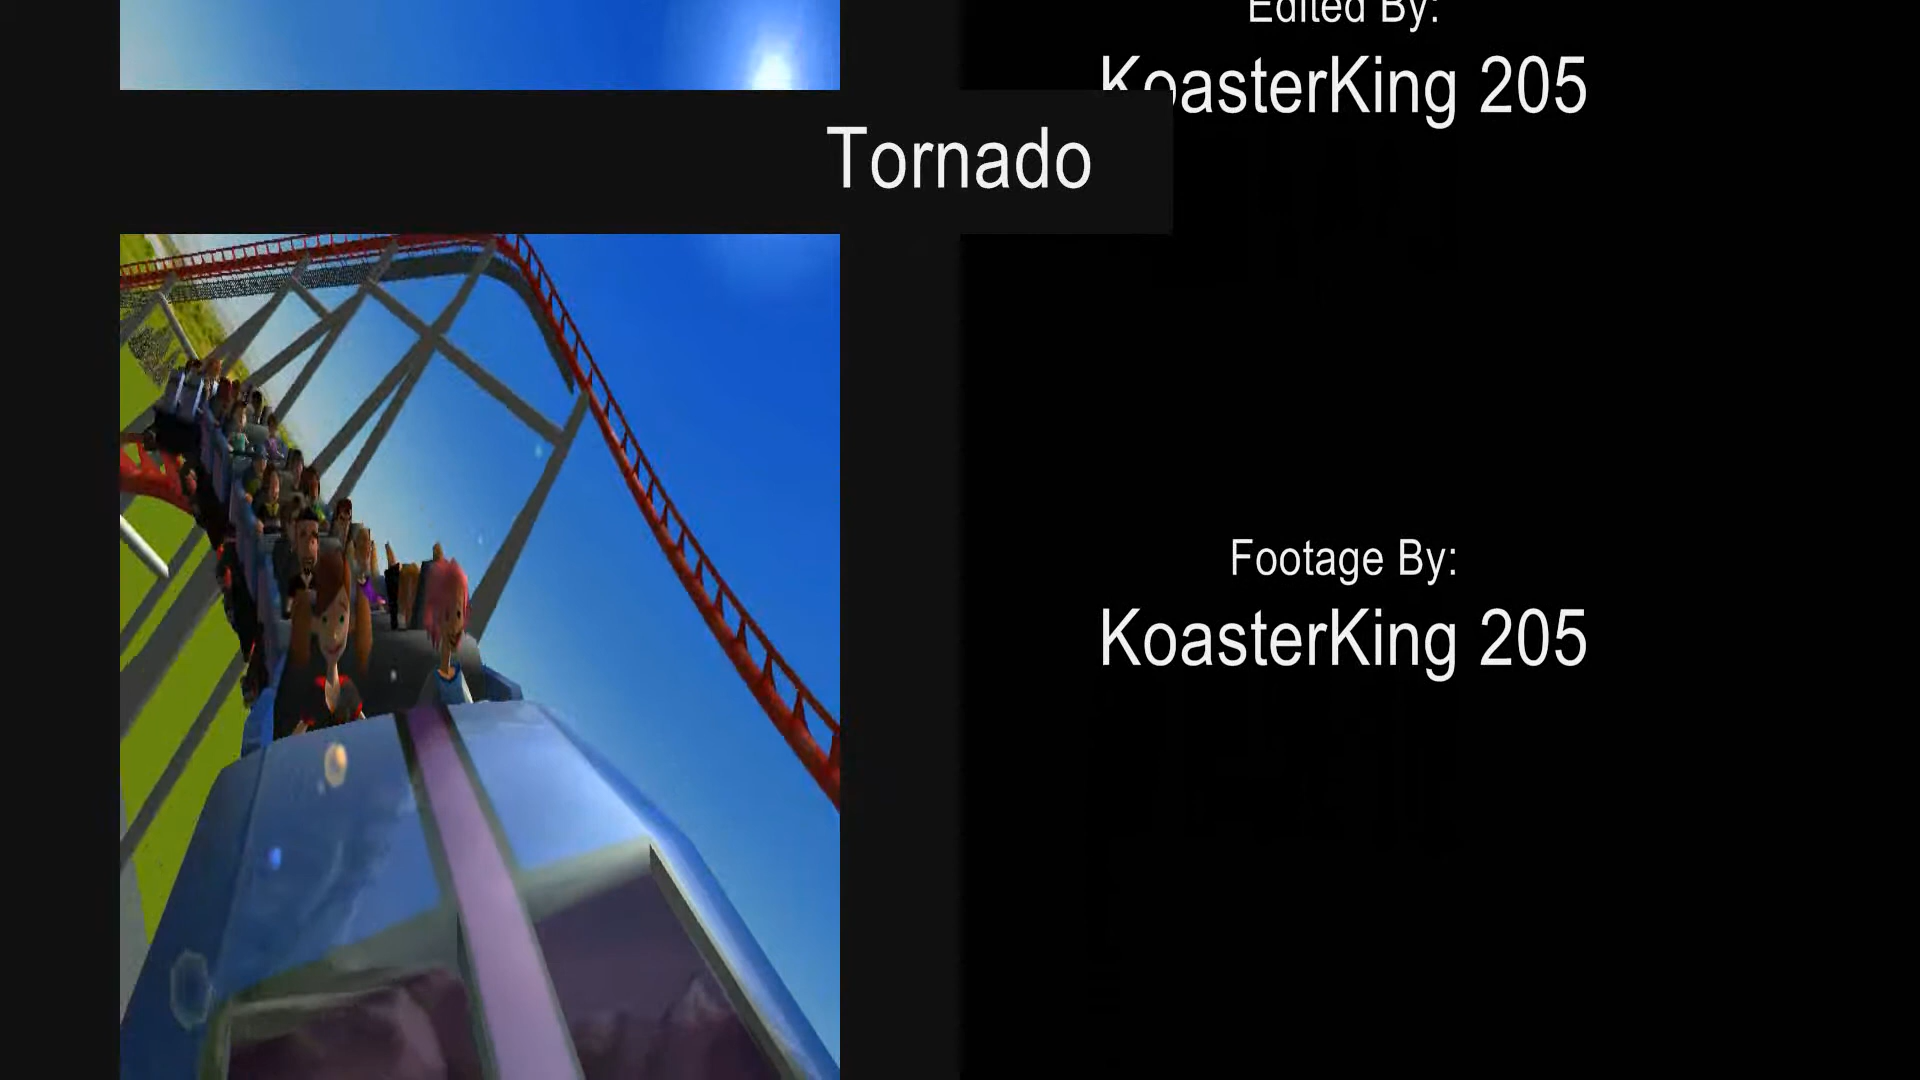 Edited By:
KoasterKing 205
Tornado
Footage By:
KoasterKing 205